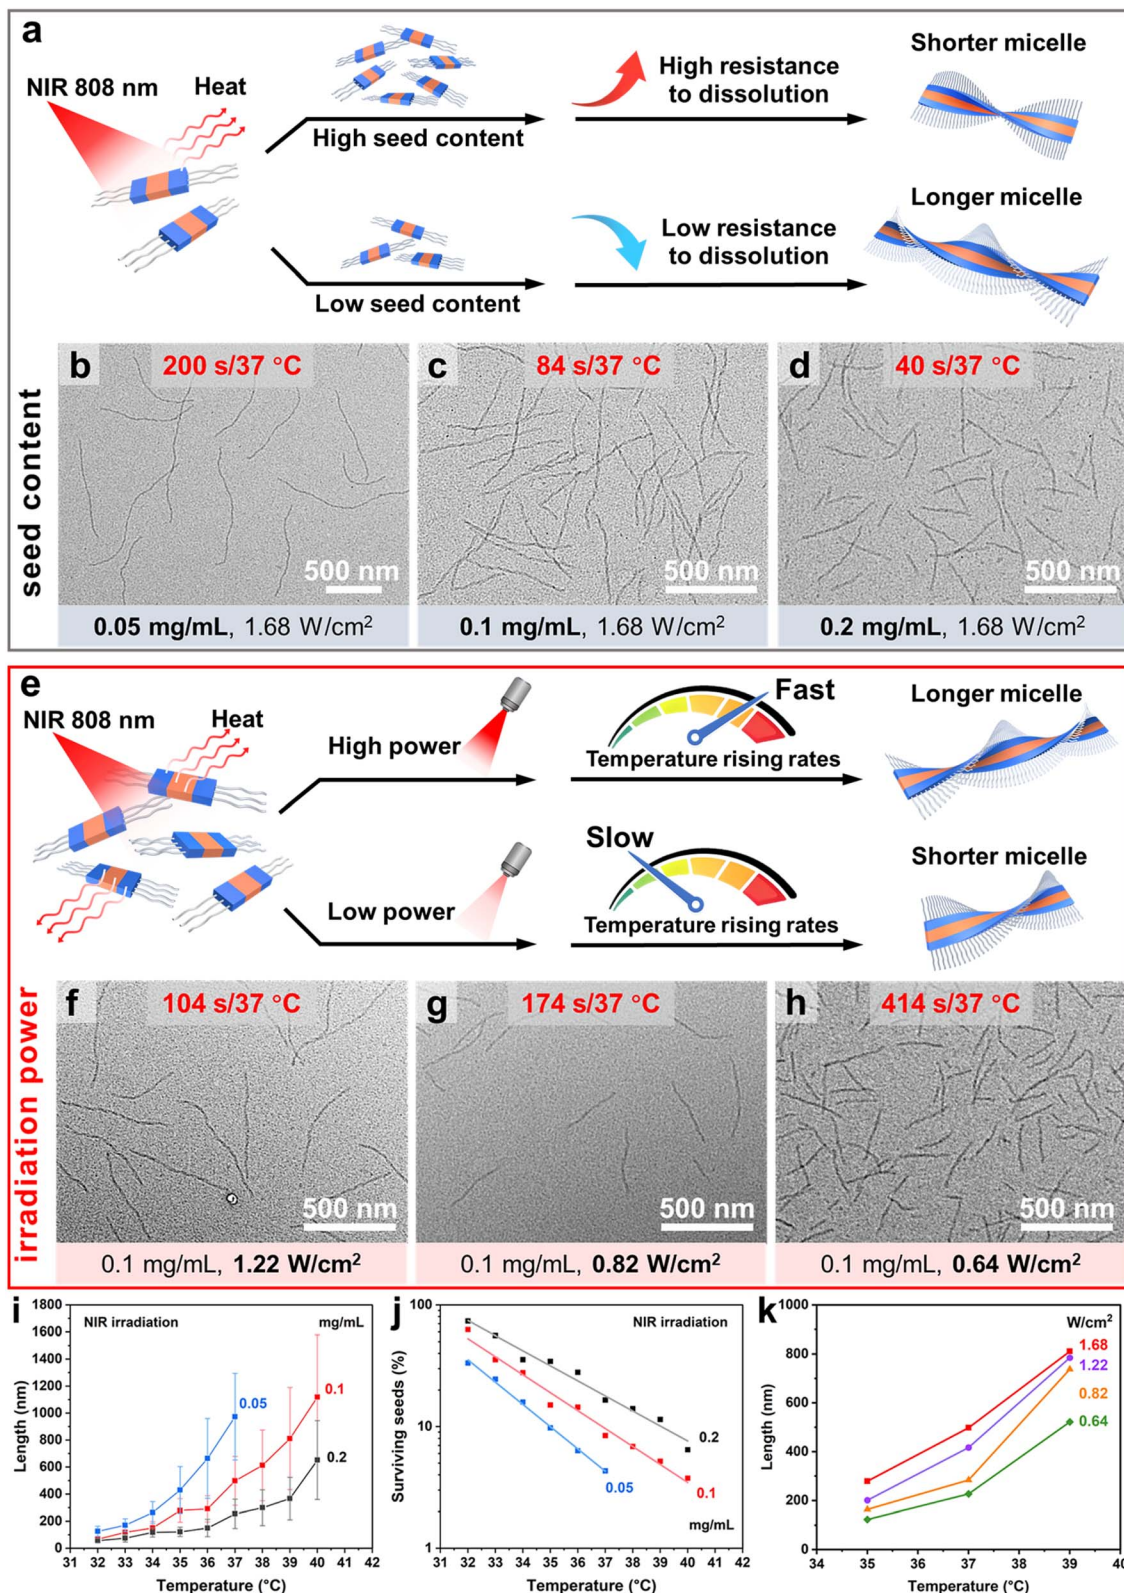 a
NIR 808 nm
Heat
High seed content
High resistance
to dissolution
Shorter micelle
Low seed content
Low resistance
to dissolution
Longer micelle
seed content
b
200 s/37 °C
500 nm
0.05 mg/mL, 1.68 W/cm²
c
84 s/37 °C
500 nm
0.1 mg/mL, 1.68 W/cm²
d
40 s/37 °C
500 nm
0.2 mg/mL, 1.68 W/cm²
e
NIR 808 nm
Heat
High power
Fast
Temperature rising rates
Longer micelle
Low power
Slow
Temperature rising rates
Shorter micelle
irradiation power
f
104 s/37 °C
500 nm
0.1 mg/mL, 1.22 W/cm²
g
174 s/37 °C
500 nm
0.1 mg/mL, 0.82 W/cm²
h
414 s/37 °C
500 nm
0.1 mg/mL, 0.64 W/cm²
i
NIR irradiation
mg/mL
0.05
0.1
0.2
Length (nm)
1800
1600
1400
1200
1000
800
600
400
200
0
31 32 33 34 35 36 37 38 39 40 41 42
Temperature (°C)
j
NIR irradiation
0.2
0.1
0.05
mg/mL
Surviving seeds (%)
100
10
1
31 32 33 34 35 36 37 38 39 40 41 42
Temperature (°C)
k
W/cm²
1.68
1.22
0.82
0.64
Length (nm)
1000
800
600
400
200
0
34 35 36 37 38 39 40
Temperature (°C)